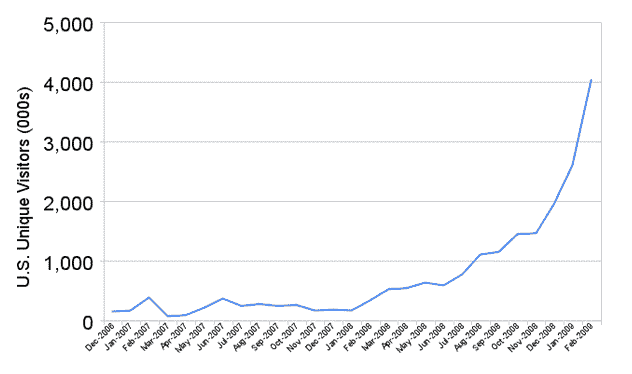 5,000
4,000
3,000
2,000
1,000
0
U.S. Unique Visitors (000s)
Dec-2006
Jan-2007
Feb-2007
Mar-2007
Apr-2007
May-2007
Jun-2007
Jul-2007
Aug-2007
Sep-2007
Oct-2007
Nov-2007
Dec-2007
Jan-2008
Feb-2008
Mar-2008
Apr-2008
May-2008
Jun-2008
Jul-2008
Aug-2008
Sep-2008
Oct-2008
Nov-2008
Dec-2008
Jan-2009
Feb-2009